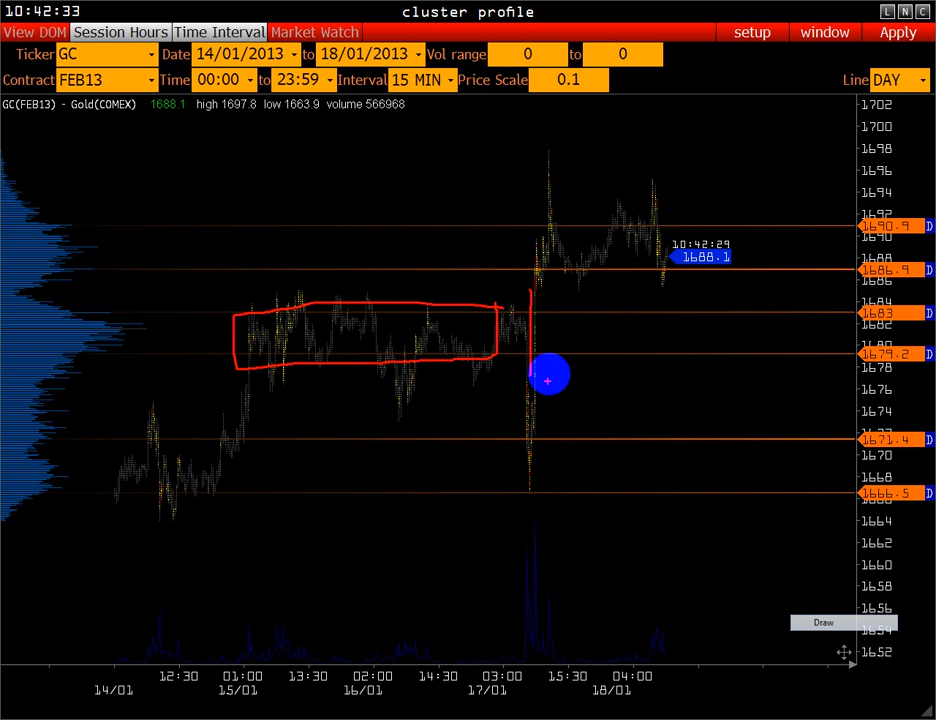 10:42:33 cluster profile L N C
View DOM Session Hours Time Interval Market Watch setup window Apply
Ticker GC Date 14/01/2013 to 18/01/2013 Vol range 0 to 0
Contract FEB13 Time 00:00 to 23:59 Interval 15 MIN Price Scale 0.1 Line DAY
GC(FEB13) - Gold(COMEX) 1688.1 high 1697.8 low 1663.9 volume 566968
1702
1700
1698
1696
1694
1692
1690.9 D
1690
10:42:29
1688.1 1688
1686.9 D
1686
1684
1683 D
1682
1680
1679.2 D
1678
1676
1674
1671.4 D
1670
1668
1666.5 D
1664
1662
1660
1658
1656
Draw
1654
1652
12:30 01:00 13:30 02:00 14:30 03:00 15:30 04:00
14/01 15/01 16/01 17/01 18/01